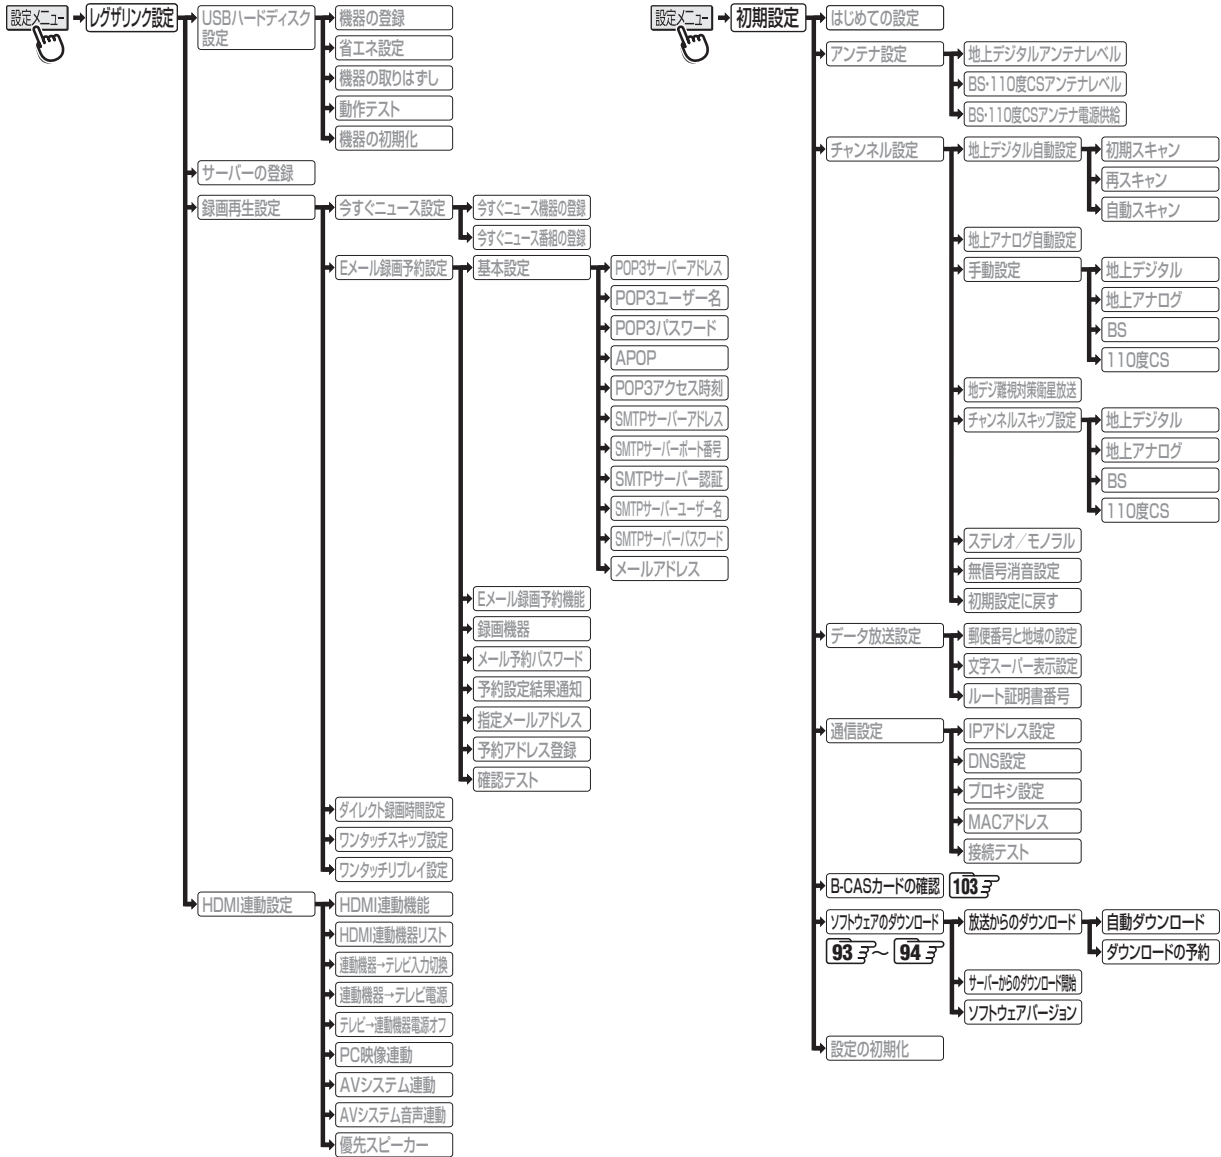 設定メニュー
レグザリンク設定
USBハードディスク
設定
機器の登録
省エネ設定
機器の取りはずし
動作テスト
機器の初期化
サーバーの登録
録画再生設定
今すぐニュース設定
今すぐニュース機器の登録
今すぐニュース番組の登録
Eメール録画予約設定
基本設定
POP3サーバーアドレス
POP3ユーザー名
POP3パスワード
APOP
POP3アクセス時刻
SMTPサーバーアドレス
SMTPサーバーポート番号
SMTPサーバー認証
SMTPサーバーユーザー名
SMTPサーバーパスワード
メールアドレス
Eメール録画予約機能
録画機器
メール予約パスワード
予約設定結果通知
指定メールアドレス
予約アドレス登録
確認テスト
ダイレクト録画時間設定
ワンタッチスキップ設定
ワンタッチリプレイ設定
HDMI連動設定
HDMI連動機能
HDMI連動機器リスト
連動機器→テレビ入力切換
連動機器→テレビ電源
テレビ→連動機器電源オフ
PC映像連動
AVシステム連動
AVシステム音声連動
優先スピーカー
設定メニュー
初期設定
はじめての設定
アンテナ設定
地上デジタルアンテナレベル
BS・110度CSアンテナレベル
BS・110度CSアンテナ電源供給
チャンネル設定
地上デジタル自動設定
初期スキャン
再スキャン
自動スキャン
地上アナログ自動設定
手動設定
地上デジタル
地上アナログ
BS
110度CS
地デジ難視対策衛星放送
チャンネルスキップ設定
地上デジタル
地上アナログ
BS
110度CS
ステレオ／モノラル
無信号消音設定
初期設定に戻す
データ放送設定
郵便番号と地域の設定
文字スーパー表示設定
ルート証明書番号
通信設定
IPアドレス設定
DNS設定
プロキシ設定
MACアドレス
接続テスト
B-CASカードの確認 103
ソフトウェアのダウンロード
93 〜 94
放送からのダウンロード
自動ダウンロード
ダウンロードの予約
サーバーからのダウンロード開始
ソフトウェアバージョン
設定の初期化